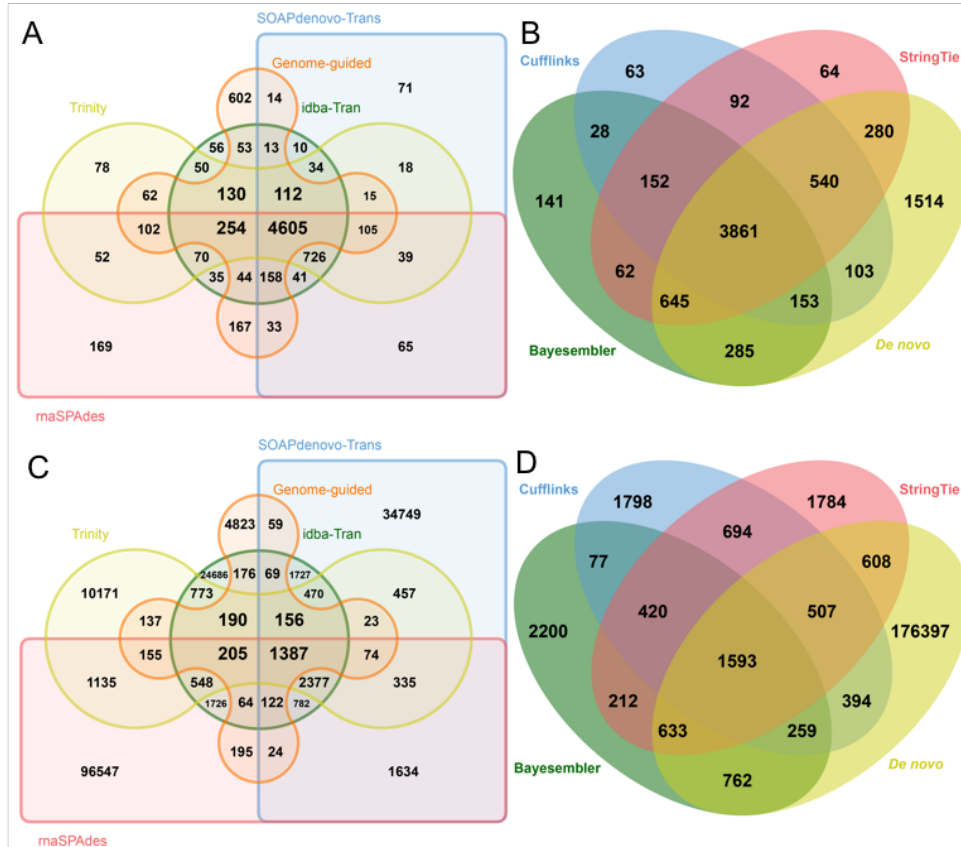 A
SOAPdenovo-Trans
Genome-guided
idba-Tran
Trinity
71
602 14
78
56 53 13 10
50 34
18
62
130 112
15
102
254 4605
105
52
70 726
39
35 44 158 41
167 33
169
65
rnaSPAdes
B
Cufflinks
StringTie
63
64
92
28
280
141
152
540
1514
3861
62
103
645
153
Bayesembler
285
De novo
C
SOAPdenovo-Trans
Genome-guided
idba-Tran
Trinity
34749
4823 59
10171
24686 176 69 1727
773 470
457
137
190 156
23
155
205 1387
74
1135
548 2377
335
1726 64 122 782
195 24
96547
1634
rnaSPAdes
D
Cufflinks
StringTie
1798
1784
694
77
608
2200
420
507
176397
1593
212
394
633
259
Bayesembler
762
De novo